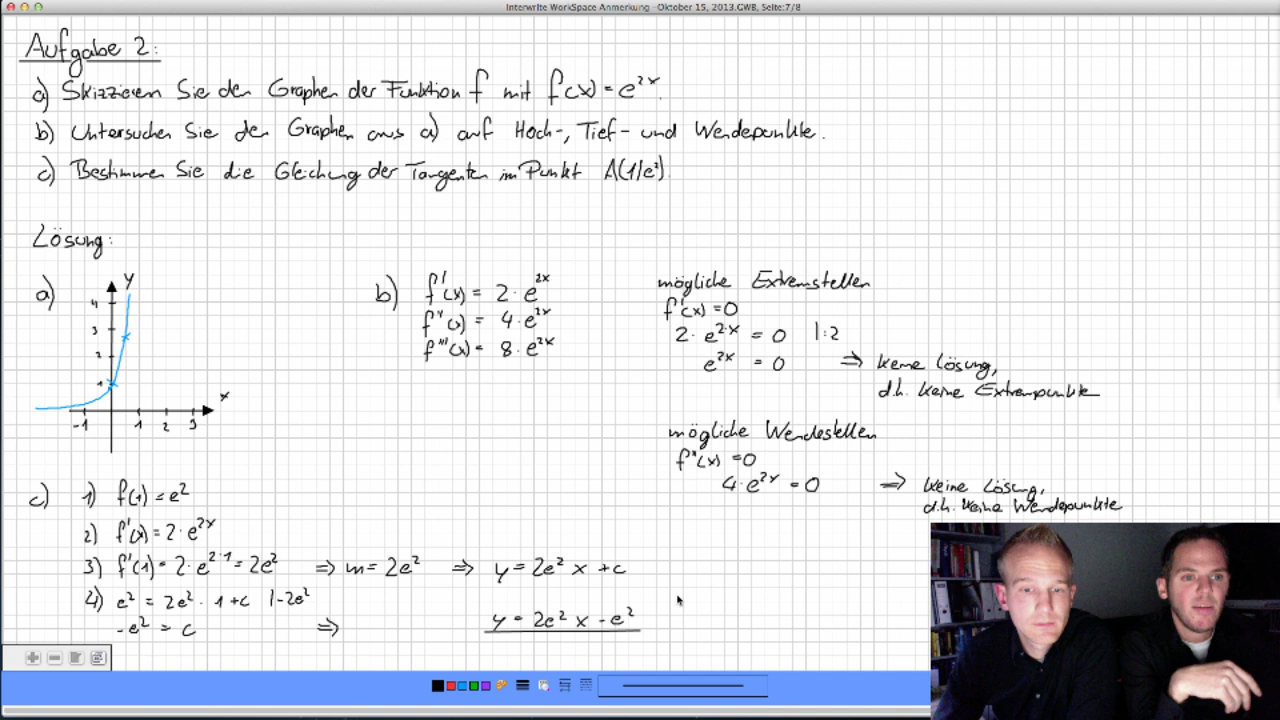 Interwrite WorkSpace Anmerkung -Oktober 15, 2013.GWB, Seite:7/8
Aufgabe 2:
a) Skizzieren Sie den Graphen der Funktion f mit f(x) = e^2x.
b) Untersuchen Sie den Graphen aus a) auf Hoch-, Tief- und Wendepunkte.
c) Bestimmen Sie die Gleichung der Tangenten im Punkt A(1/e²).
Lösung:
a)
y
4
3
2
1
x
-1 1 2 3
b) f'(x) = 2·e^2x
f''(x) = 4·e^2x
f'''(x) = 8·e^2x
mögliche Extremstellen
f'(x) = 0
2·e^2·x = 0 |:2
e^2x = 0 ⇒ keine Lösung,
d.h. keine Extrempunkte
mögliche Wendestellen
f''(x) = 0
4·e^2x = 0 ⇒ keine Lösung,
d.h. keine Wendepunkte
c) 1) f(1) = e²
2) f'(x) = 2·e^2x
3) f'(1) = 2·e^2·1 = 2e² ⇒ m = 2e² ⇒ y = 2e² x + c
4) e² = 2e² · 1 + c |-2e²
-e² = c ⇒ y = 2e² x - e²